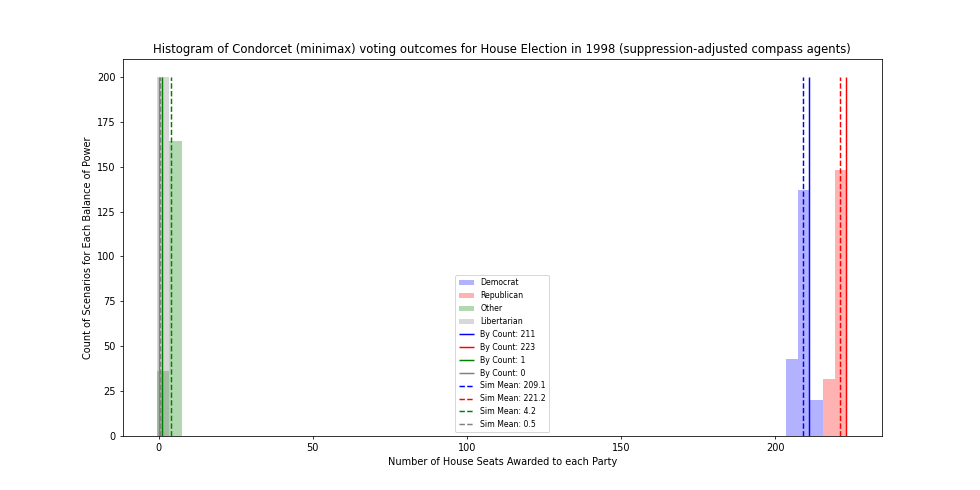 Histogram of Condorcet (minimax) voting outcomes for House Election in 1998 (suppression-adjusted compass agents)
Count of Scenarios for Each Balance of Power
200
175
150
125
100
75
50
25
0
Democrat
Republican
Other
Libertarian
By Count: 211
By Count: 223
By Count: 1
By Count: 0
Sim Mean: 209.1
Sim Mean: 221.2
Sim Mean: 4.2
Sim Mean: 0.5
0 50 100 150 200
Number of House Seats Awarded to each Party